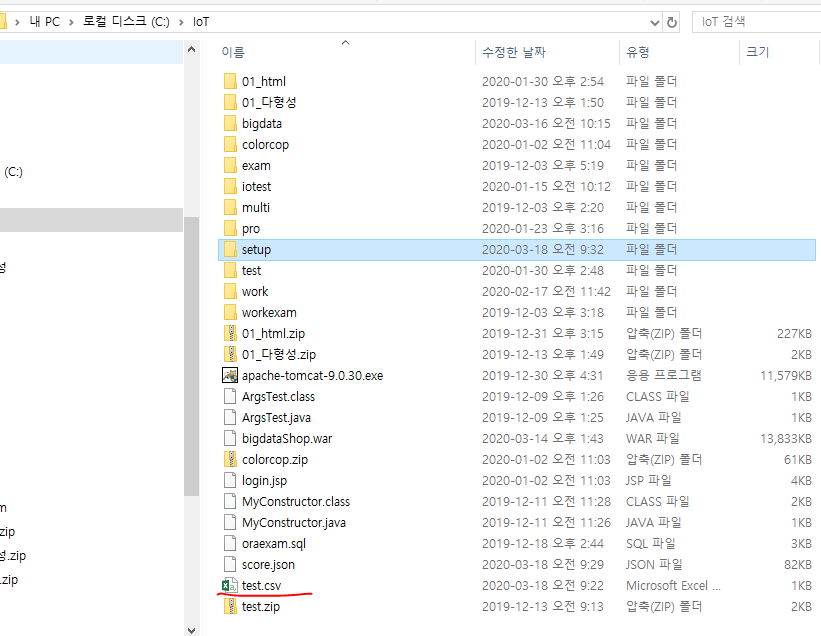 > 내 PC > 로컬 디스크 (C:) > IoT
IoT 검색
이름 수정한 날짜 유형 크기
01_html 2020-01-30 오후 2:54 파일 폴더
01_다형성 2019-12-13 오후 1:50 파일 폴더
bigdata 2020-03-16 오전 10:15 파일 폴더
colorcop 2020-01-02 오전 11:04 파일 폴더
(C:)
exam 2019-12-03 오후 5:19 파일 폴더
iotest 2020-01-15 오전 10:12 파일 폴더
multi 2019-12-03 오후 2:20 파일 폴더
pro 2020-01-23 오후 3:16 파일 폴더
setup 2020-03-18 오전 9:32 파일 폴더
성
test 2020-01-30 오후 2:48 파일 폴더
work 2020-02-17 오전 11:42 파일 폴더
workexam 2019-12-03 오후 3:18 파일 폴더
01_html.zip 2019-12-31 오후 3:15 압축(ZIP) 폴더 227KB
01_다형성.zip 2019-12-13 오후 1:49 압축(ZIP) 폴더 2KB
apache-tomcat-9.0.30.exe 2019-12-30 오후 4:31 응용 프로그램 11,579KB
ArgsTest.class 2019-12-09 오후 1:26 CLASS 파일 1KB
ArgsTest.java 2019-12-09 오후 1:25 JAVA 파일 1KB
bigdataShop.war 2020-03-14 오후 1:43 WAR 파일 13,833KB
colorcop.zip 2020-01-02 오전 11:03 압축(ZIP) 폴더 61KB
login.jsp 2020-01-02 오전 11:03 JSP 파일 4KB
MyConstructor.class 2019-12-11 오전 11:28 CLASS 파일 2KB
m
MyConstructor.java 2019-12-11 오전 11:26 JAVA 파일 1KB
zip
oraexam.sql 2019-12-18 오후 2:44 SQL 파일 3KB
성.zip
score.json 2020-03-18 오전 9:29 JSON 파일 82KB
.zip
test.csv 2020-03-18 오전 9:22 Microsoft Excel ... 1KB
test.zip 2019-12-13 오전 9:13 압축(ZIP) 폴더 2KB